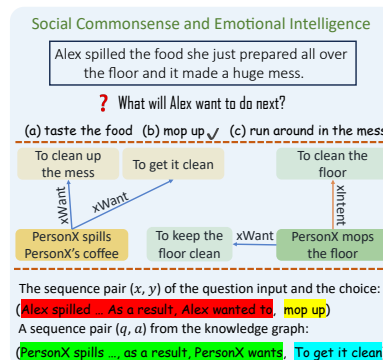 Social Commonsense and Emotional Intelligence
Alex spilled the food she just prepared all over
the floor and it made a huge mess.
? What will Alex want to do next?
(a) taste the food (b) mop up ✓ (c) run around in the mess
To clean up
the mess
To get it clean
To clean the
floor
xWant
xWant
xIntent
PersonX spills
PersonX's coffee
To keep the
floor clean
xWant
PersonX mops
the floor
The sequence pair (x, y) of the question input and the choice:
(Alex spilled ... As a result, Alex wanted to, mop up)
A sequence pair (q, a) from the knowledge graph:
(PersonX spills ..., as a result, PersonX wants, To get it clean